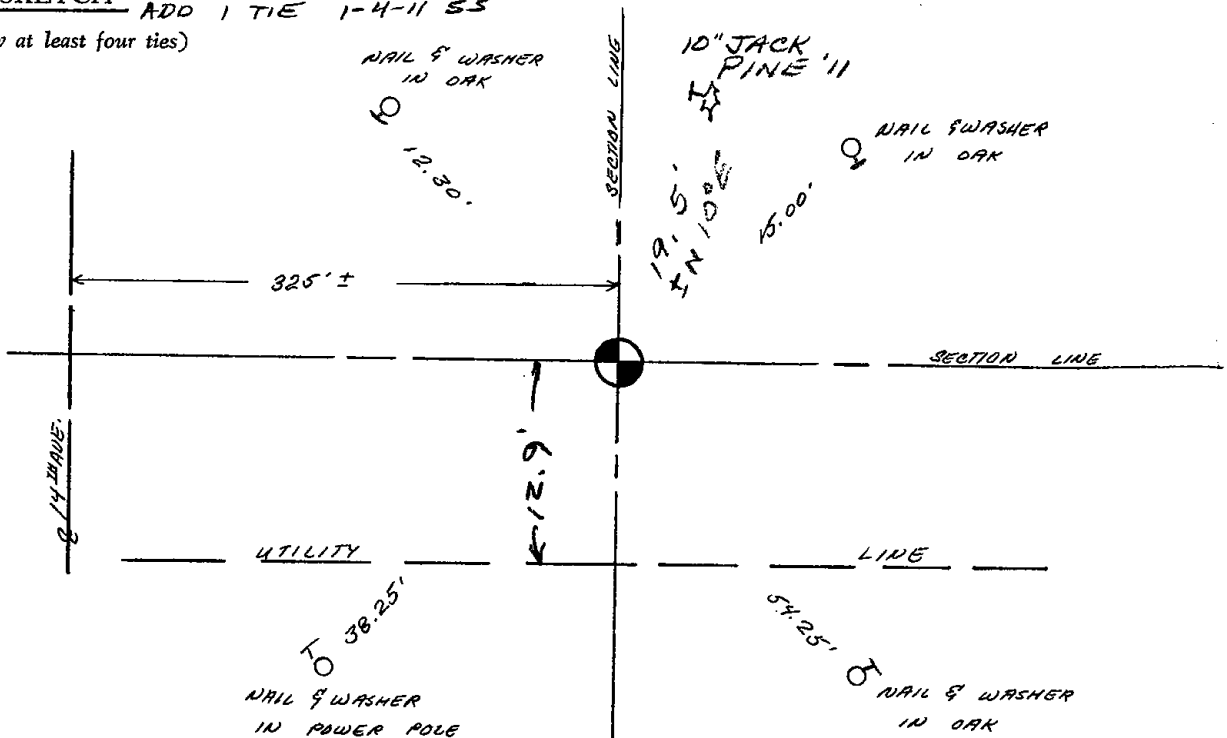 SKETCH ADD 1 TIE 1-4-11 SS
at least four ties)
NAIL & WASHER
IN OAK
12.30'
SECTION LINE
10" JACK
PINE '11
19.5'
N 10° E
NAIL & WASHER
IN OAK
15.00'
325' ±
SECTION LINE
12.9'
14TH AVE.
UTILITY LINE
38.25'
NAIL & WASHER
IN POWER POLE
54.25'
NAIL & WASHER
IN OAK